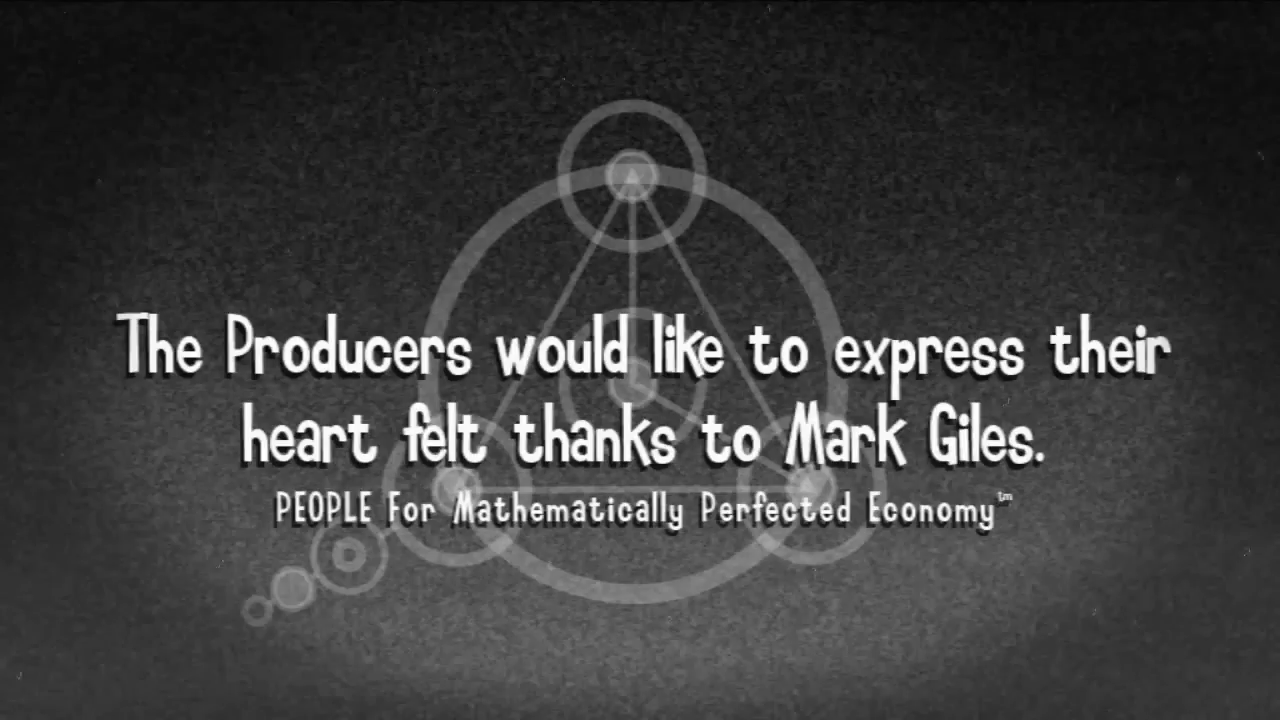 The Producers would like to express their
heart felt thanks to Mark Giles.
PEOPLE For Mathematically Perfected Economy™